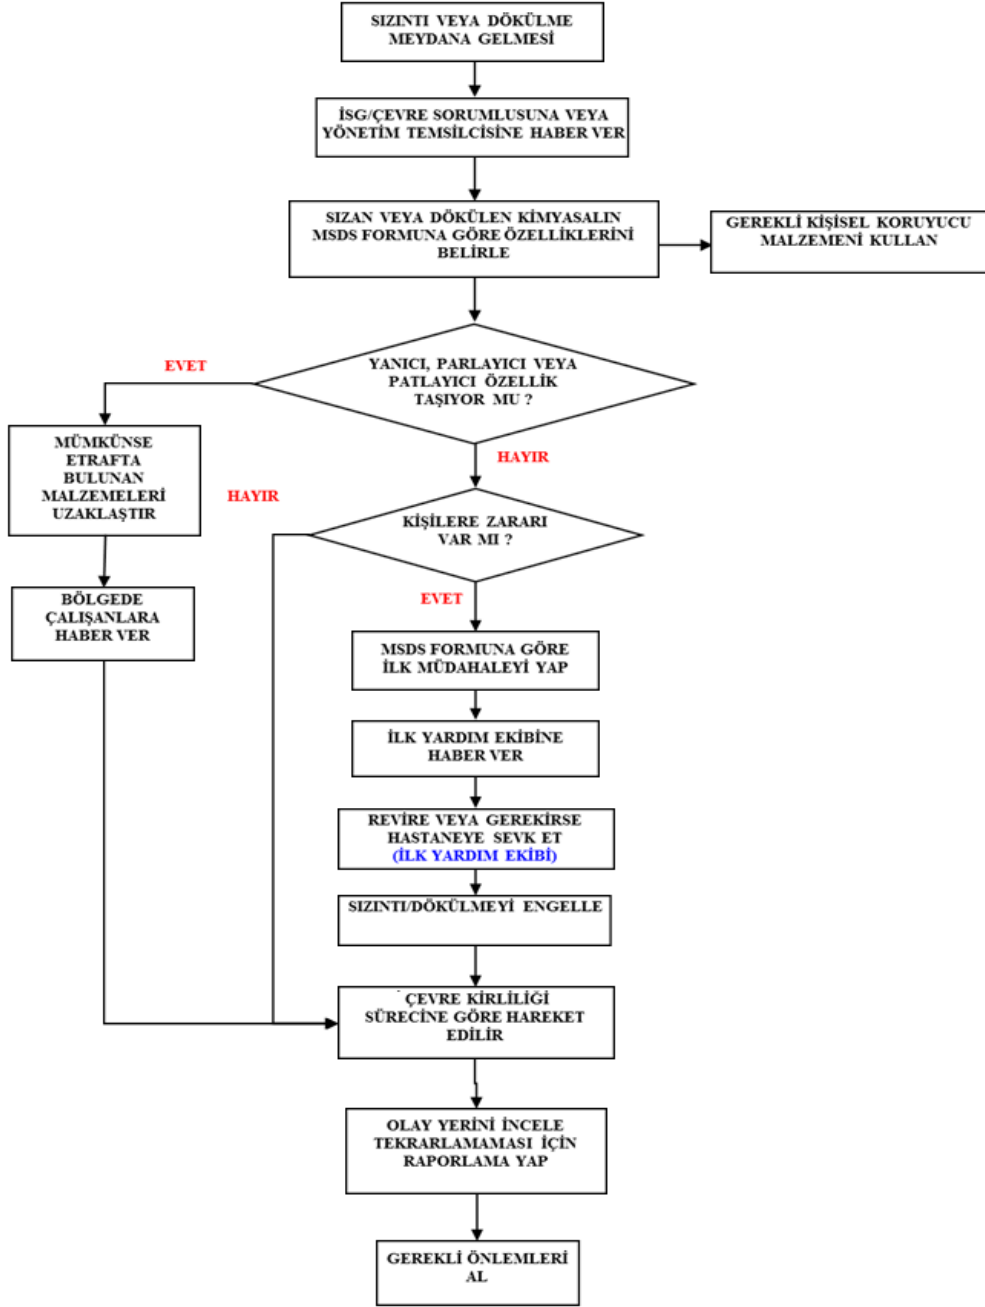 SIZINTI VEYA DÖKÜLME
MEYDANA GELMESİ
İSG/ÇEVRE SORUMLUSUNA VEYA
YÖNETİM TEMSİLCİSİNE HABER VER
SIZAN VEYA DÖKÜLEN KİMYASALIN
MSDS FORMUNA GÖRE ÖZELLİKLERİNİ
BELİRLE
GEREKLİ KİŞİSEL KORUYUCU
MALZEMENİ KULLAN
YANICI, PARLAYICI VEYA
PATLAYICI ÖZELLİK
TAŞIYOR MU ?
EVET
MÜMKÜNSE
ETRAFTA
BULUNAN
MALZEMELERİ
UZAKLAŞTIR
HAYIR
HAYIR
KİŞİLERE ZARARI
VAR MI ?
BÖLGEDE
ÇALIŞANLARA
HABER VER
EVET
MSDS FORMUNA GÖRE
İLK MÜDAHALEYİ YAP
İLK YARDIM EKİBİNE
HABER VER
REVİRE VEYA GEREKİRSE
HASTANEYE SEVK ET
(İLK YARDIM EKİBİ)
SIZINTI/DÖKÜLMEYİ ENGELLE
ÇEVRE KİRLİLİĞİ
SÜRECİNE GÖRE HAREKET
EDİLİR
OLAY YERİNİ İNCELE
TEKRARLAMAMASI İÇİN
RAPORLAMA YAP
GEREKLİ ÖNLEMLERİ
AL